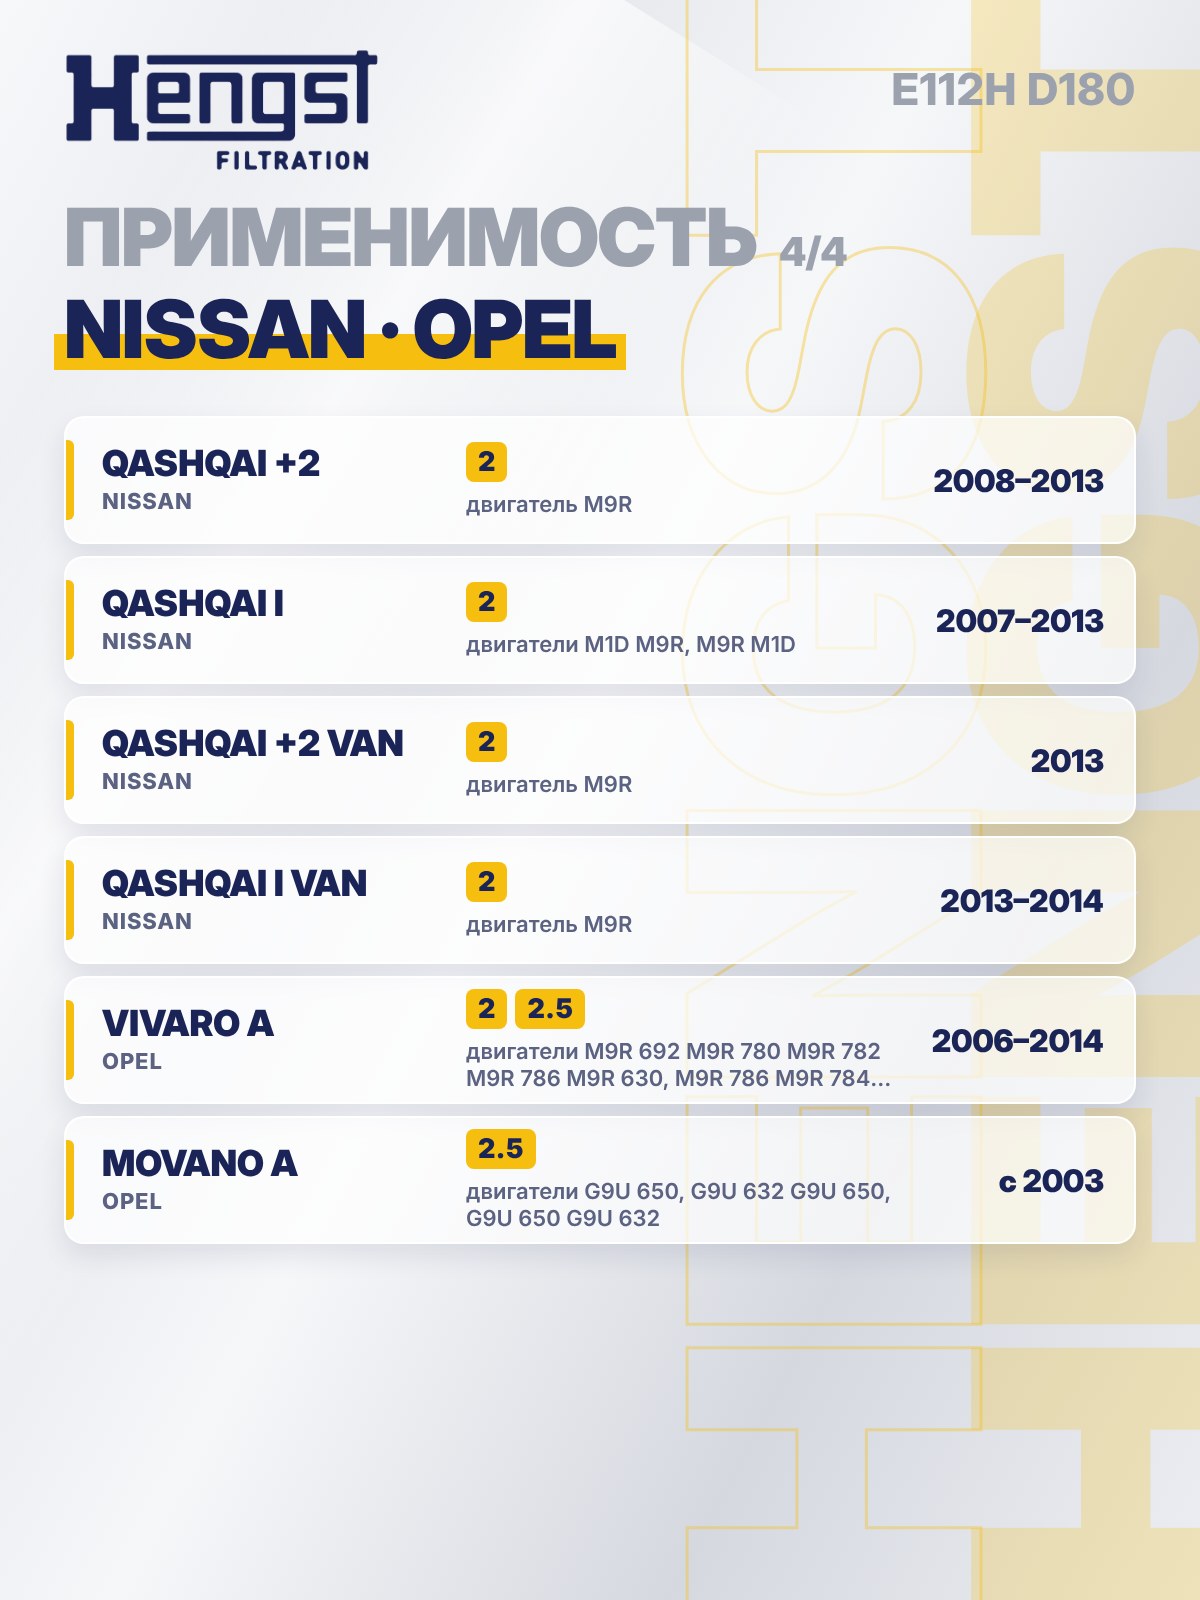 Hengst
FILTRATION
E112H D180
ПРИМЕНИМОСТЬ 4/4
NISSAN · OPEL
QASHQAI +2
NISSAN
2
двигатель M9R
2008–2013
QASHQAI I
NISSAN
2
двигатели M1D M9R, M9R M1D
2007–2013
QASHQAI +2 VAN
NISSAN
2
двигатель M9R
2013
QASHQAI I VAN
NISSAN
2
двигатель M9R
2013–2014
VIVARO A
OPEL
2 2.5
двигатели M9R 692 M9R 780 M9R 782
M9R 786 M9R 630, M9R 786 M9R 784...
2006–2014
MOVANO A
OPEL
2.5
двигатели G9U 650, G9U 632 G9U 650,
G9U 650 G9U 632
с 2003
HENGST
HENGST